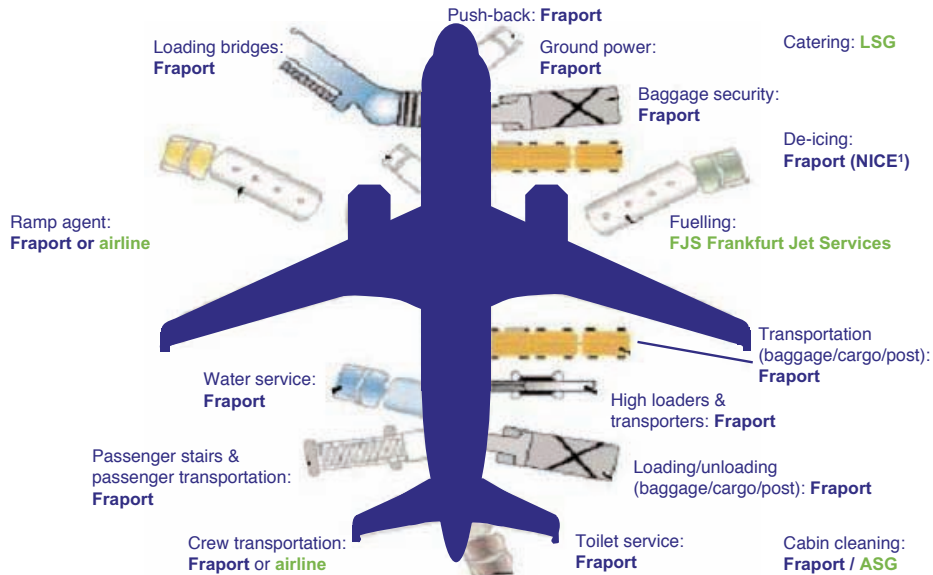 Push-back: Fraport
Loading bridges:
Fraport
Ground power:
Fraport
Catering: LSG
Baggage security:
Fraport
De-icing:
Fraport (NICE¹)
Ramp agent:
Fraport or airline
Fuelling:
FJS Frankfurt Jet Services
Transportation
(baggage/cargo/post):
Fraport
Water service:
Fraport
High loaders &
transporters: Fraport
Passenger stairs &
passenger transportation:
Fraport
Loading/unloading
(baggage/cargo/post): Fraport
Crew transportation:
Fraport or airline
Toilet service:
Fraport
Cabin cleaning:
Fraport / ASG